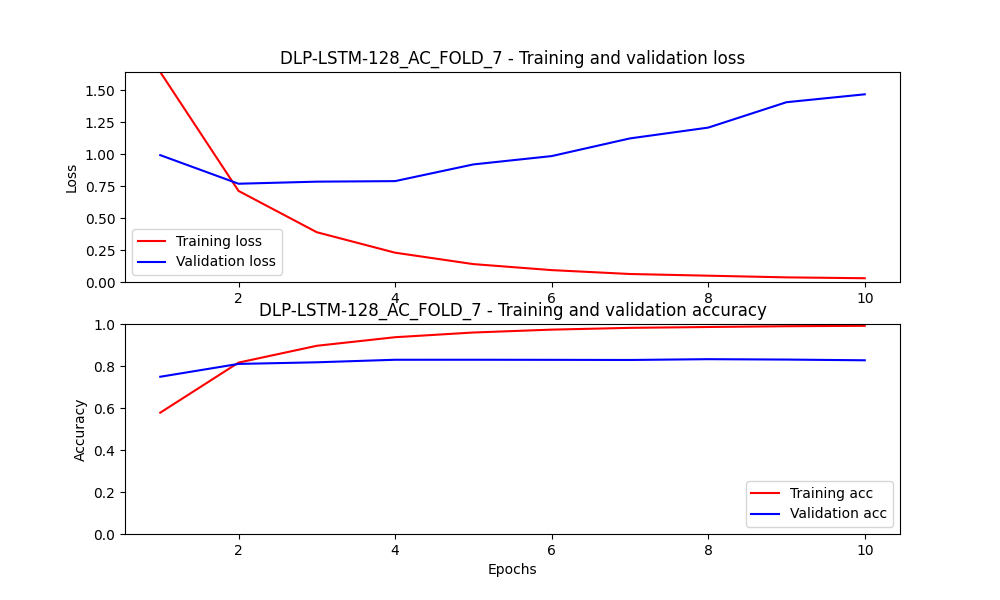 DLP-LSTM-128_AC_FOLD_7 - Training and validation loss
1.50
1.25
1.00
0.75
0.50
0.25
0.00
Loss
Training loss
Validation loss
2 4 6 8 10
DLP-LSTM-128_AC_FOLD_7 - Training and validation accuracy
1.0
0.8
0.6
0.4
0.2
0.0
Accuracy
Training acc
Validation acc
2 4 6 8 10
Epochs